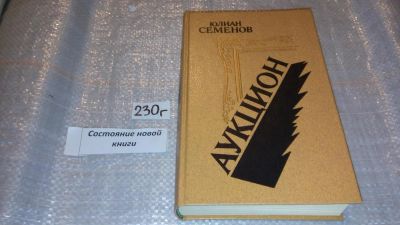 ЮЛИАН
СЕМЕНОВ
АУКЦИОН
230г
Состояние новой
книги